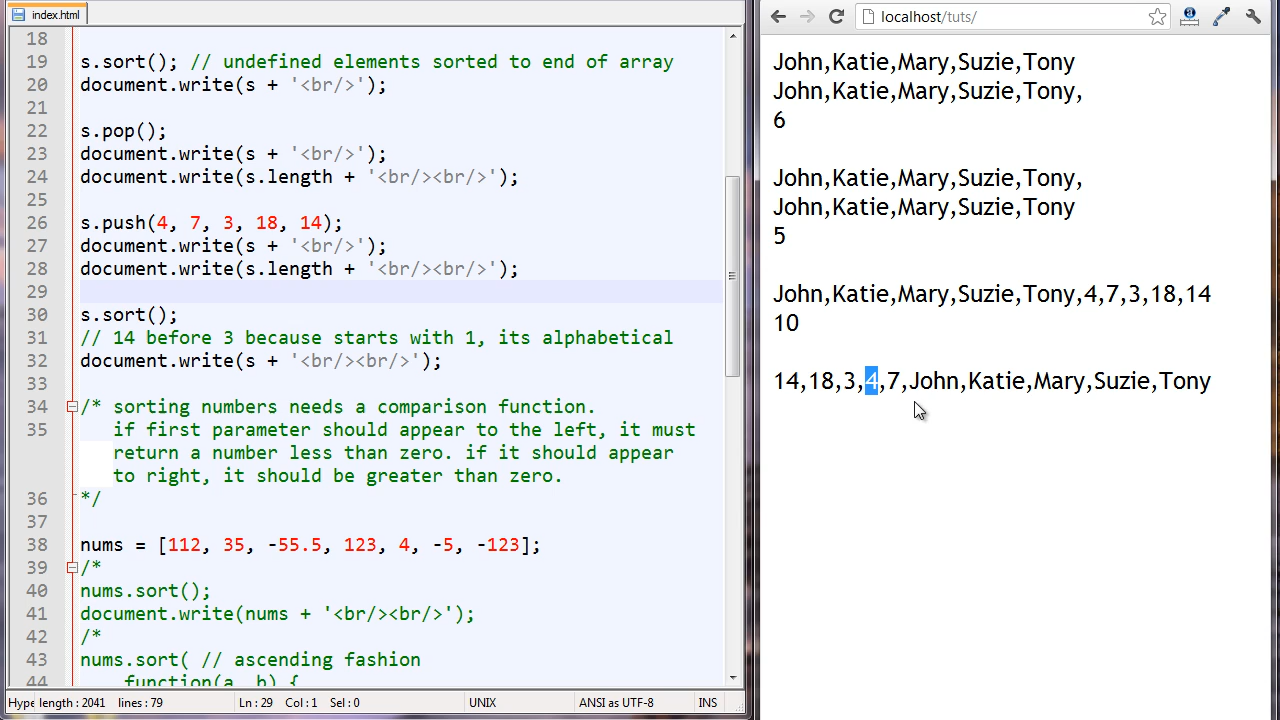 index.html
18
19 s.sort(); // undefined elements sorted to end of array
20 document.write(s + '<br/>');
21
22 s.pop();
23 document.write(s + '<br/>');
24 document.write(s.length + '<br/><br/>');
25
26 s.push(4, 7, 3, 18, 14);
27 document.write(s + '<br/>');
28 document.write(s.length + '<br/><br/>');
29
30 s.sort();
31 // 14 before 3 because starts with 1, its alphabetical
32 document.write(s + '<br/><br/>');
33
34 /* sorting numbers needs a comparison function.
35 if first parameter should appear to the left, it must
return a number less than zero. if it should appear
to right, it should be greater than zero.
36 */
37
38 nums = [112, 35, -55.5, 123, 4, -5, -123];
39 /*
40 nums.sort();
41 document.write(nums + '<br/><br/>');
42 /*
43 nums.sort( // ascending fashion
44 function(a, b) {
Hype length : 2041 lines : 79 Ln : 29 Col : 1 Sel : 0 UNIX ANSI as UTF-8 INS
localhost/tuts/
John,Katie,Mary,Suzie,Tony
John,Katie,Mary,Suzie,Tony,
6
John,Katie,Mary,Suzie,Tony,
John,Katie,Mary,Suzie,Tony
5
John,Katie,Mary,Suzie,Tony,4,7,3,18,14
10
14,18,3,4,7,John,Katie,Mary,Suzie,Tony